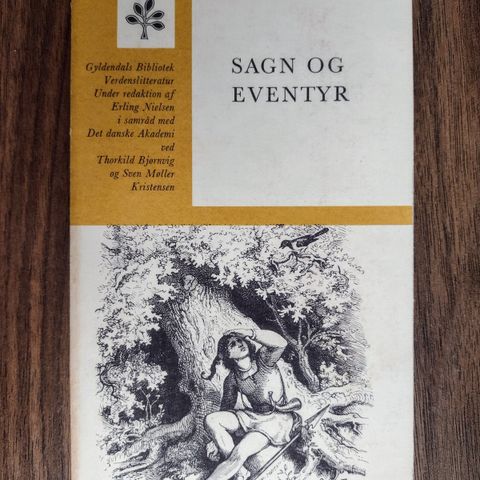 Gyldendals Bibliotek
Verdenslitteratur
Under redaktion af
Erling Nielsen
i samråd med
Det danske Akademi
ved
Thorkild Bjørnvig
og Sven Møller
Kristensen
SAGN OG
EVENTYR